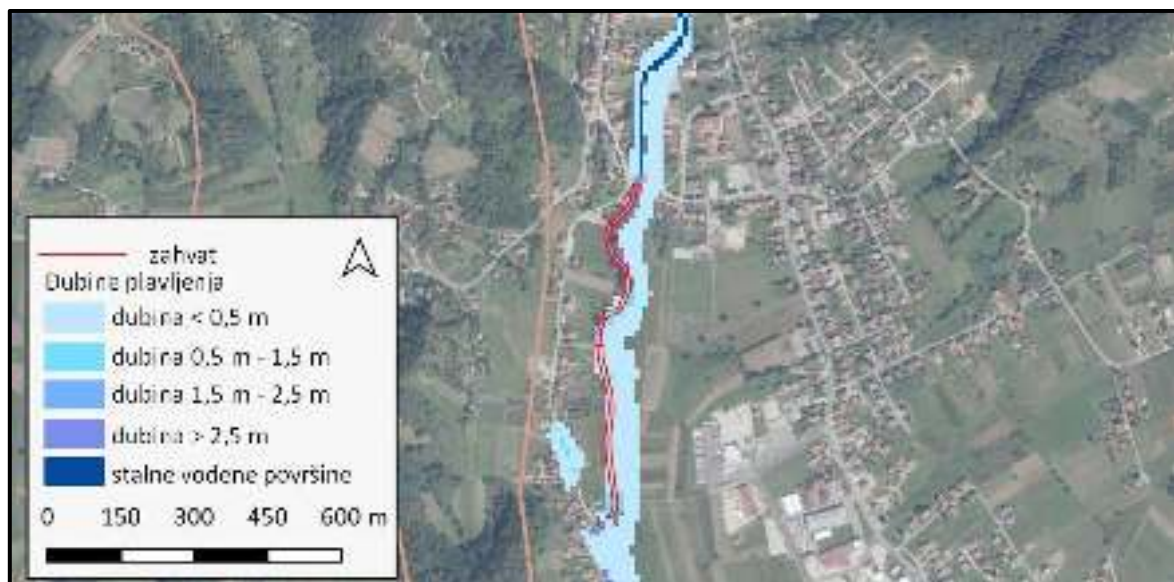 zahvat
Dubine plavljenja
dubina < 0,5 m
dubina 0,5 m - 1,5 m
dubina 1,5 m - 2,5 m
dubina > 2,5 m
stalne vodene površine
0 150 300 450 600 m